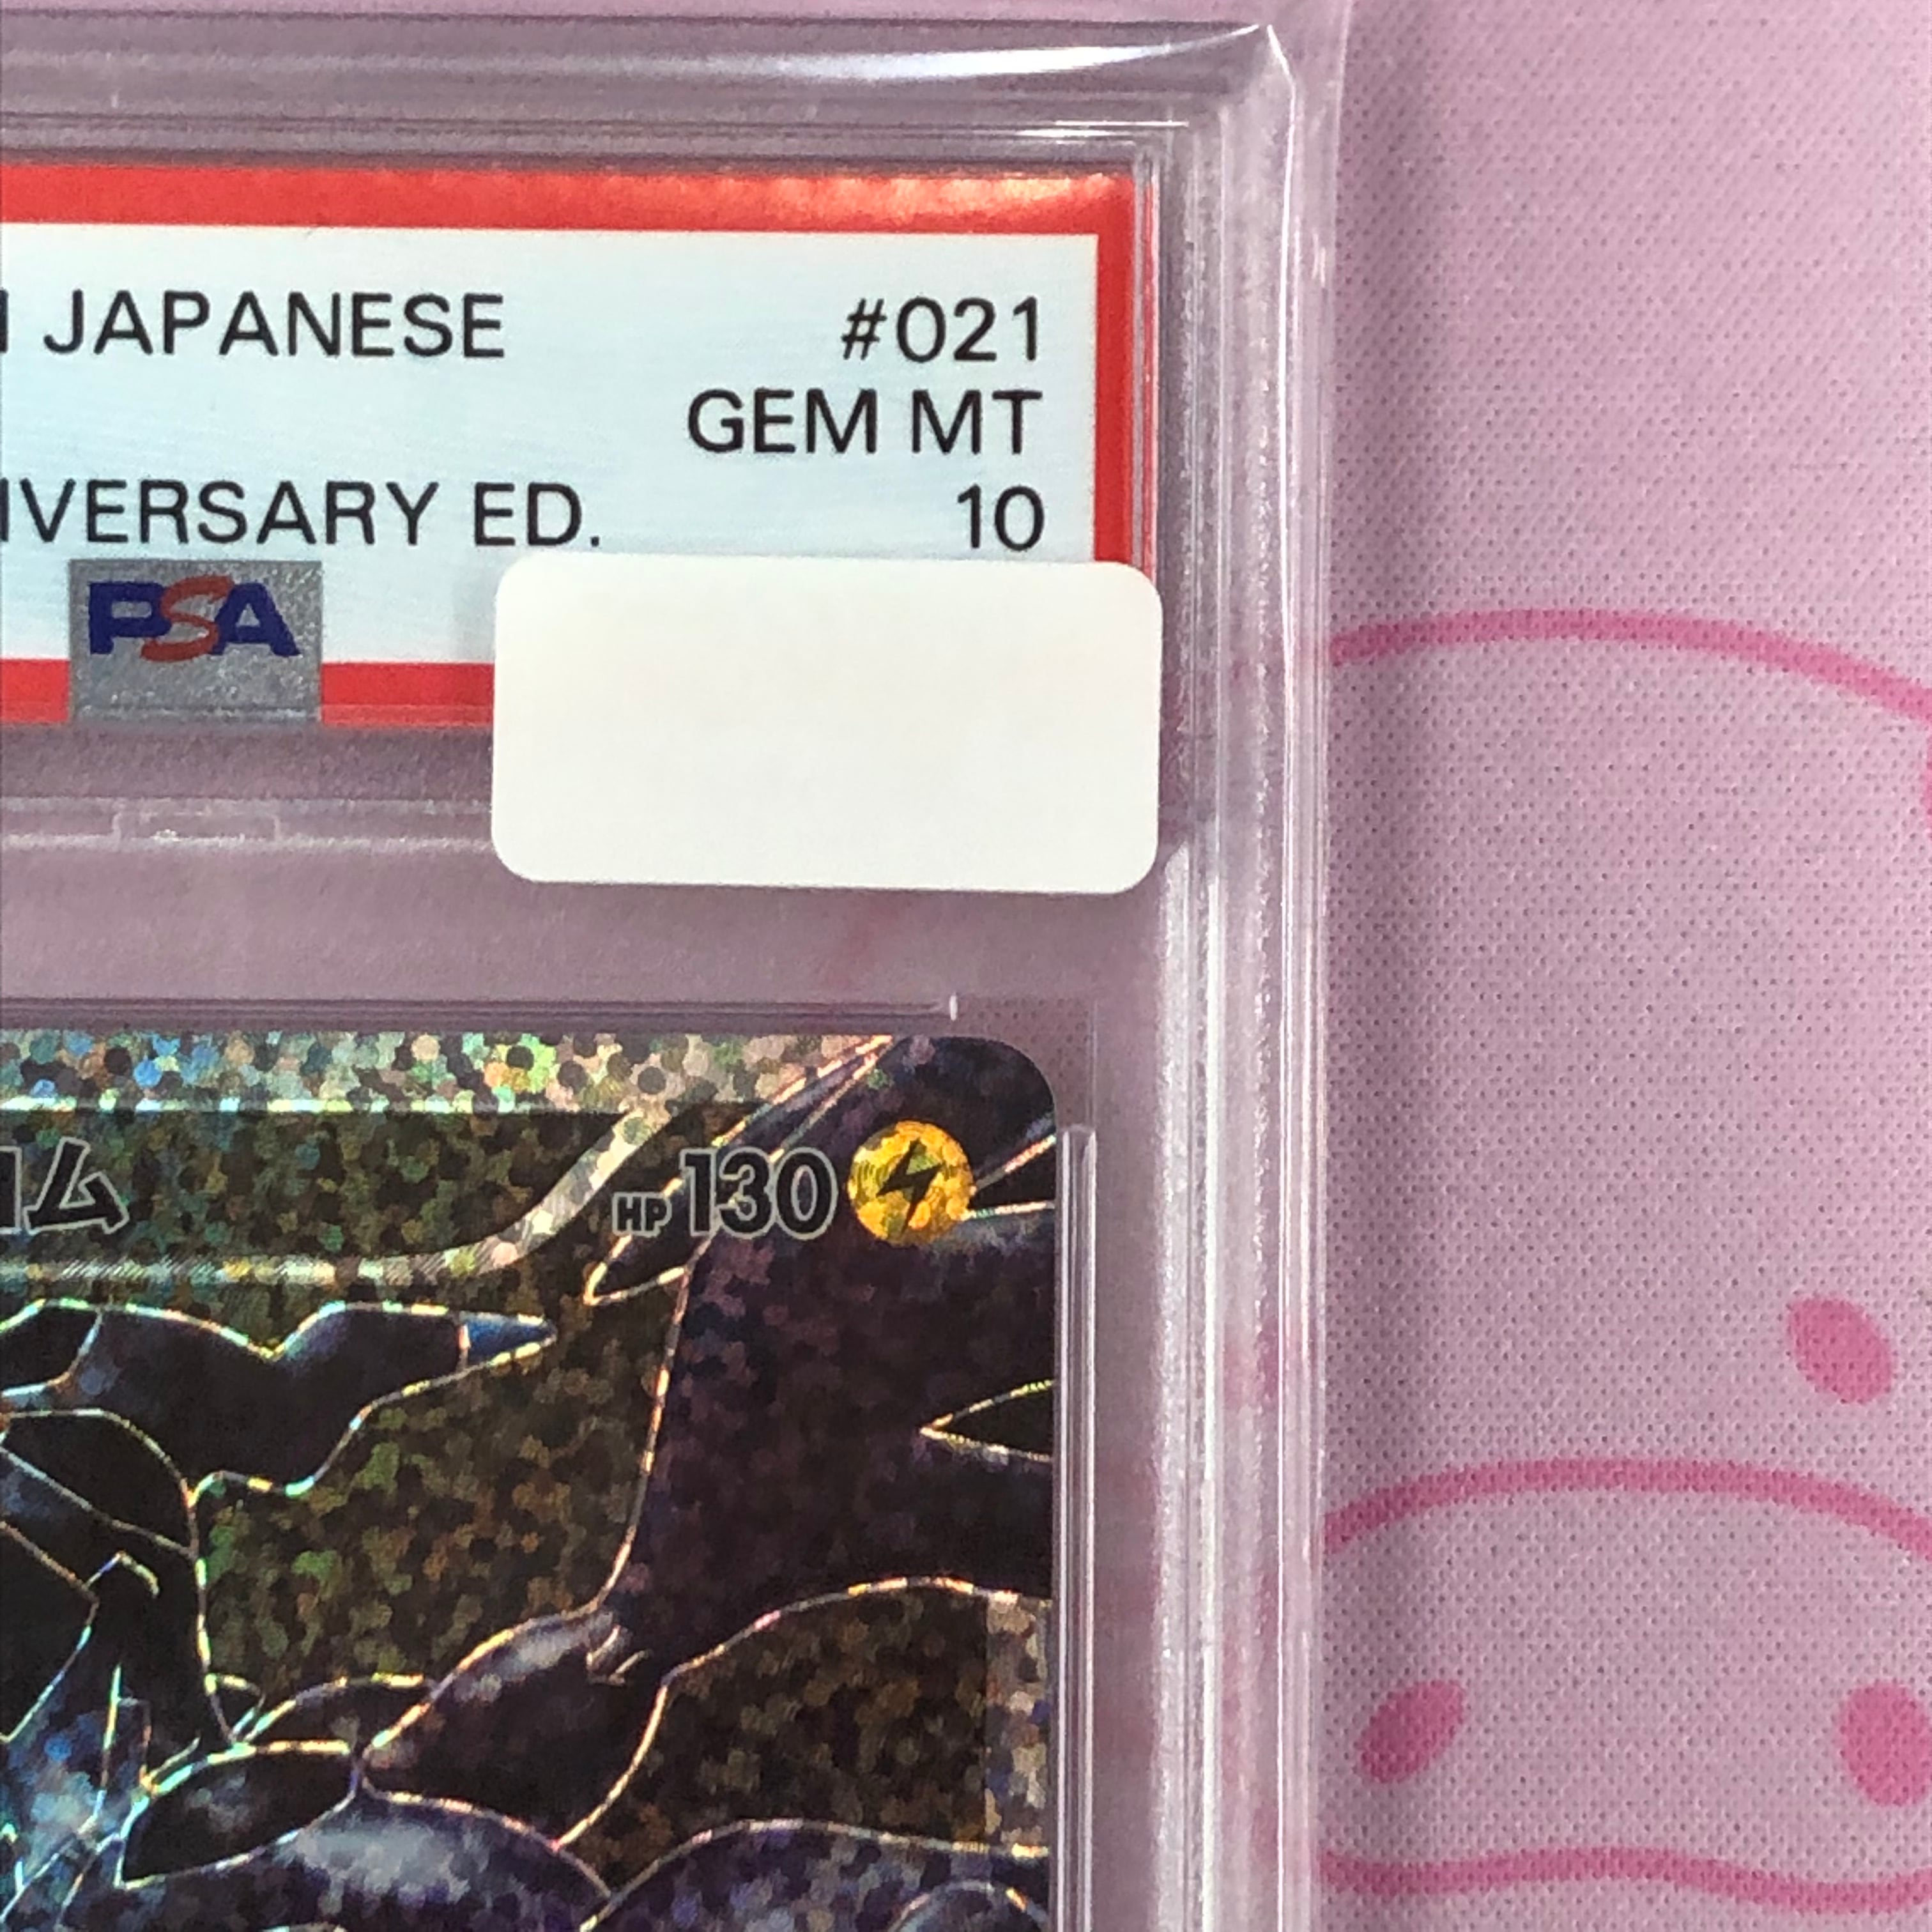 JAPANESE #021
GEM MT
IVERSARY ED. 10
PSA
ム HP 130